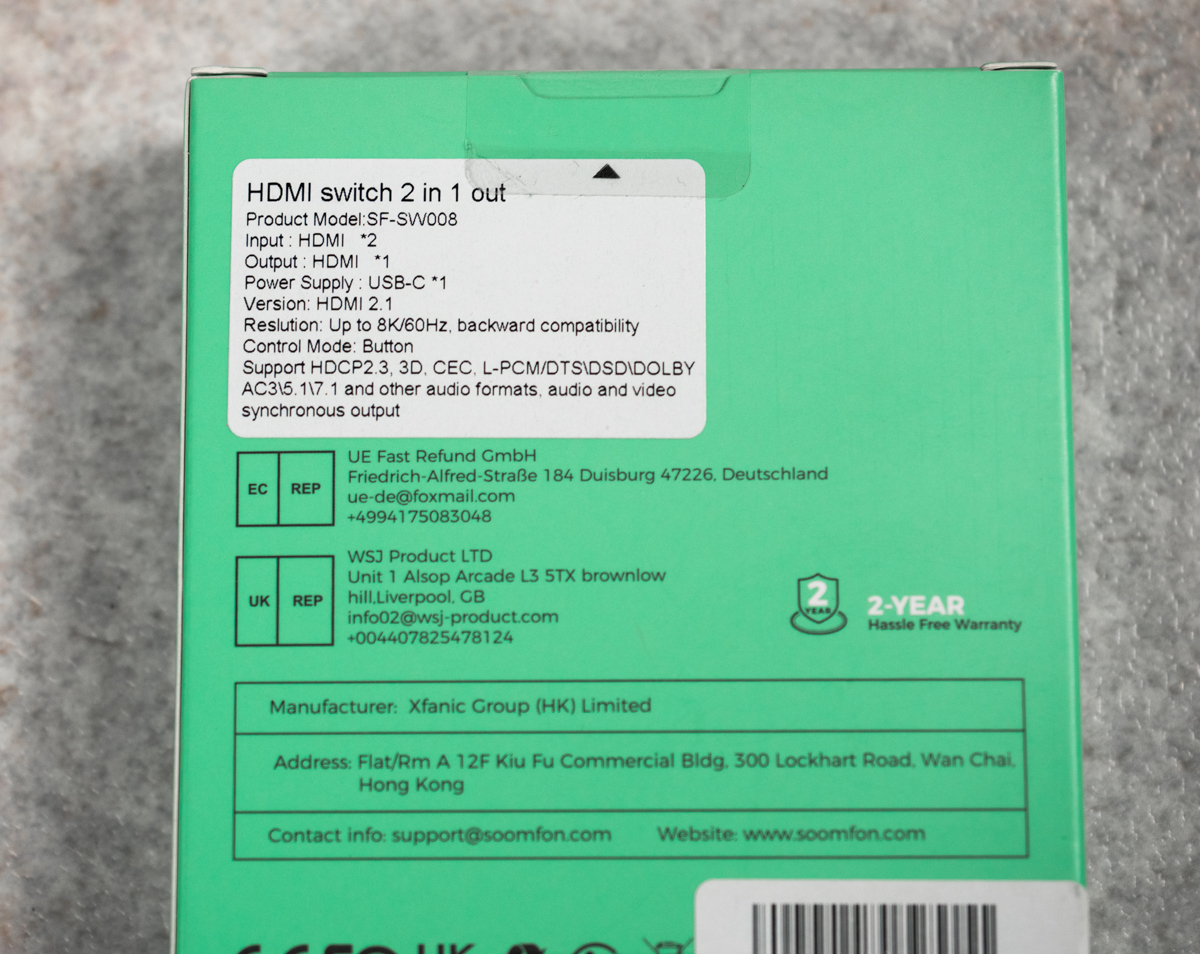 HDMI switch 2 in 1 out
Product Model:SF-SW008
Input : HDMI *2
Output : HDMI *1
Power Supply : USB-C *1
Version: HDMI 2.1
Reslution: Up to 8K/60Hz, backward compatibility
Control Mode: Button
Support HDCP2.3, 3D, CEC, L-PCM/DTS\DSD\DOLBY
AC3\5.1\7.1 and other audio formats, audio and video
synchronous output
EC REP
UE Fast Refund GmbH
Friedrich-Alfred-Straße 184 Duisburg 47226, Deutschland
ue-de@foxmail.com
+4994175083048
UK REP
WSJ Product LTD
Unit 1 Alsop Arcade L3 5TX brownlow
hill,Liverpool, GB
info02@wsj-product.com
+004407825478124
2
YEAR
2-YEAR
Hassle Free Warranty
Manufacturer: Xfanic Group (HK) Limited
Address: Flat/Rm A 12F Kiu Fu Commercial Bldg, 300 Lockhart Road, Wan Chai,
Hong Kong
Contact info: support@soomfon.com Website: www.soomfon.com